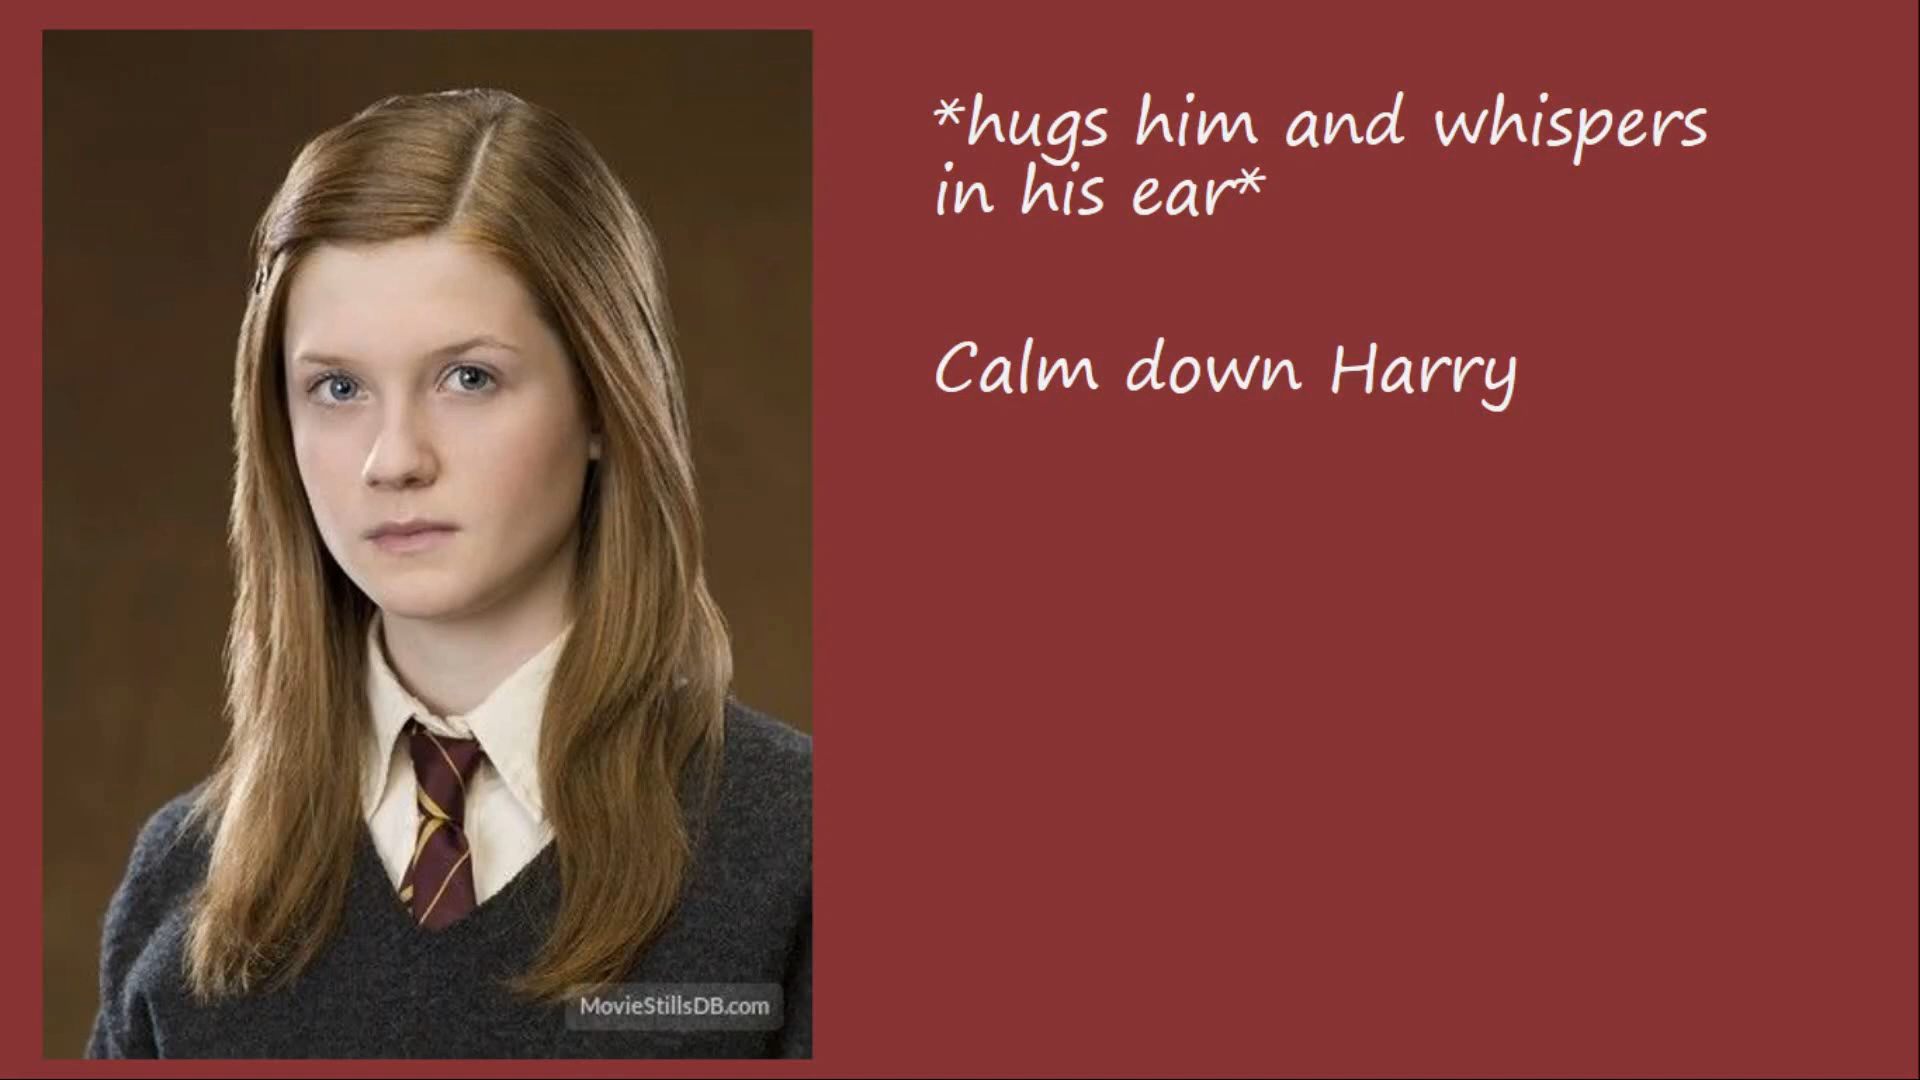 *hugs him and whispers
in his ear*
Calm down Harry
MovieStillsDB.com